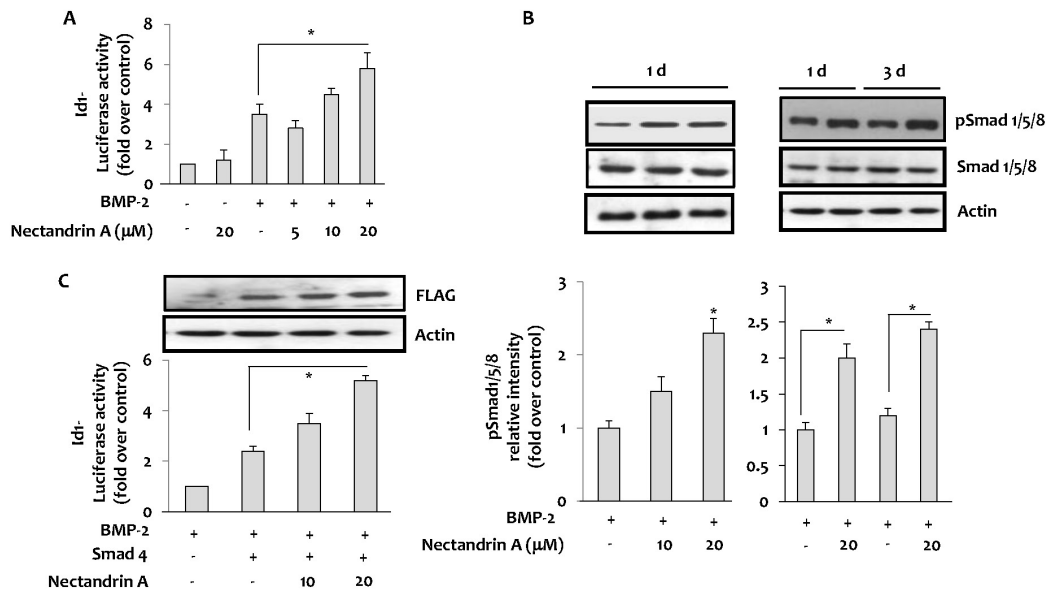 A
Id1-
Luciferase activity
(fold over control)
8
6
4
2
0
*
BMP-2 - - + + + +
Nectandrin A (µM) - 20 - 5 10 20
B
1 d
1 d 3 d
pSmad 1/5/8
Smad 1/5/8
Actin
pSmad1/5/8
relative intensity
(fold over control)
3
2
1
0
*
3
2.5
2
1.5
1
0.5
0
* *
BMP-2 + + + + + + +
Nectandrin A (µM) - 10 20 - 20 - 20
C
FLAG
Actin
Id1-
Luciferase activity
(fold over control)
6
4
2
0
*
BMP-2 + + + +
Smad 4 - + + +
Nectandrin A - - 10 20